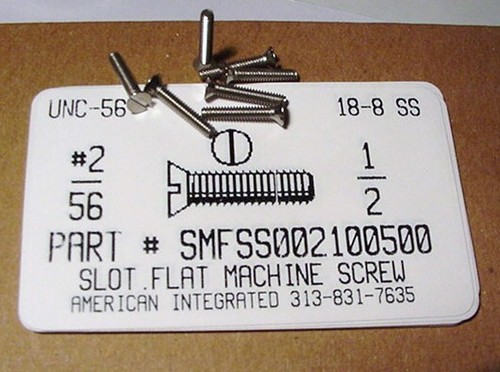 UNC-56 18-8 SS
#2 1
56 2
PART # SMFSS002100500
SLOT.FLAT MACHINE SCREW
AMERICAN INTEGRATED 313-831-7635